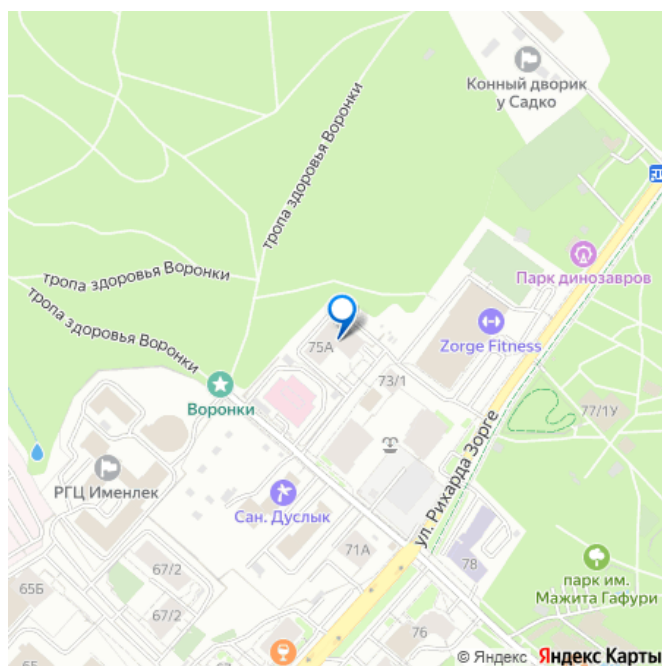 Конный дворик
у Садко
тропа здоровья Воронки
Парк динозавров
тропа здоровья Воронки
тропа здоровья Воронки
75А
Zorge Fitness
73/1
Воронки
77/1У
ул. Рихарда Зорге
РГЦ Именлек
Сан. Дуслык
71А
78
67/2
парк им.
Мажита Гафури
65Б
67/2
76
65
67
© Яндекс Яндекс Карты